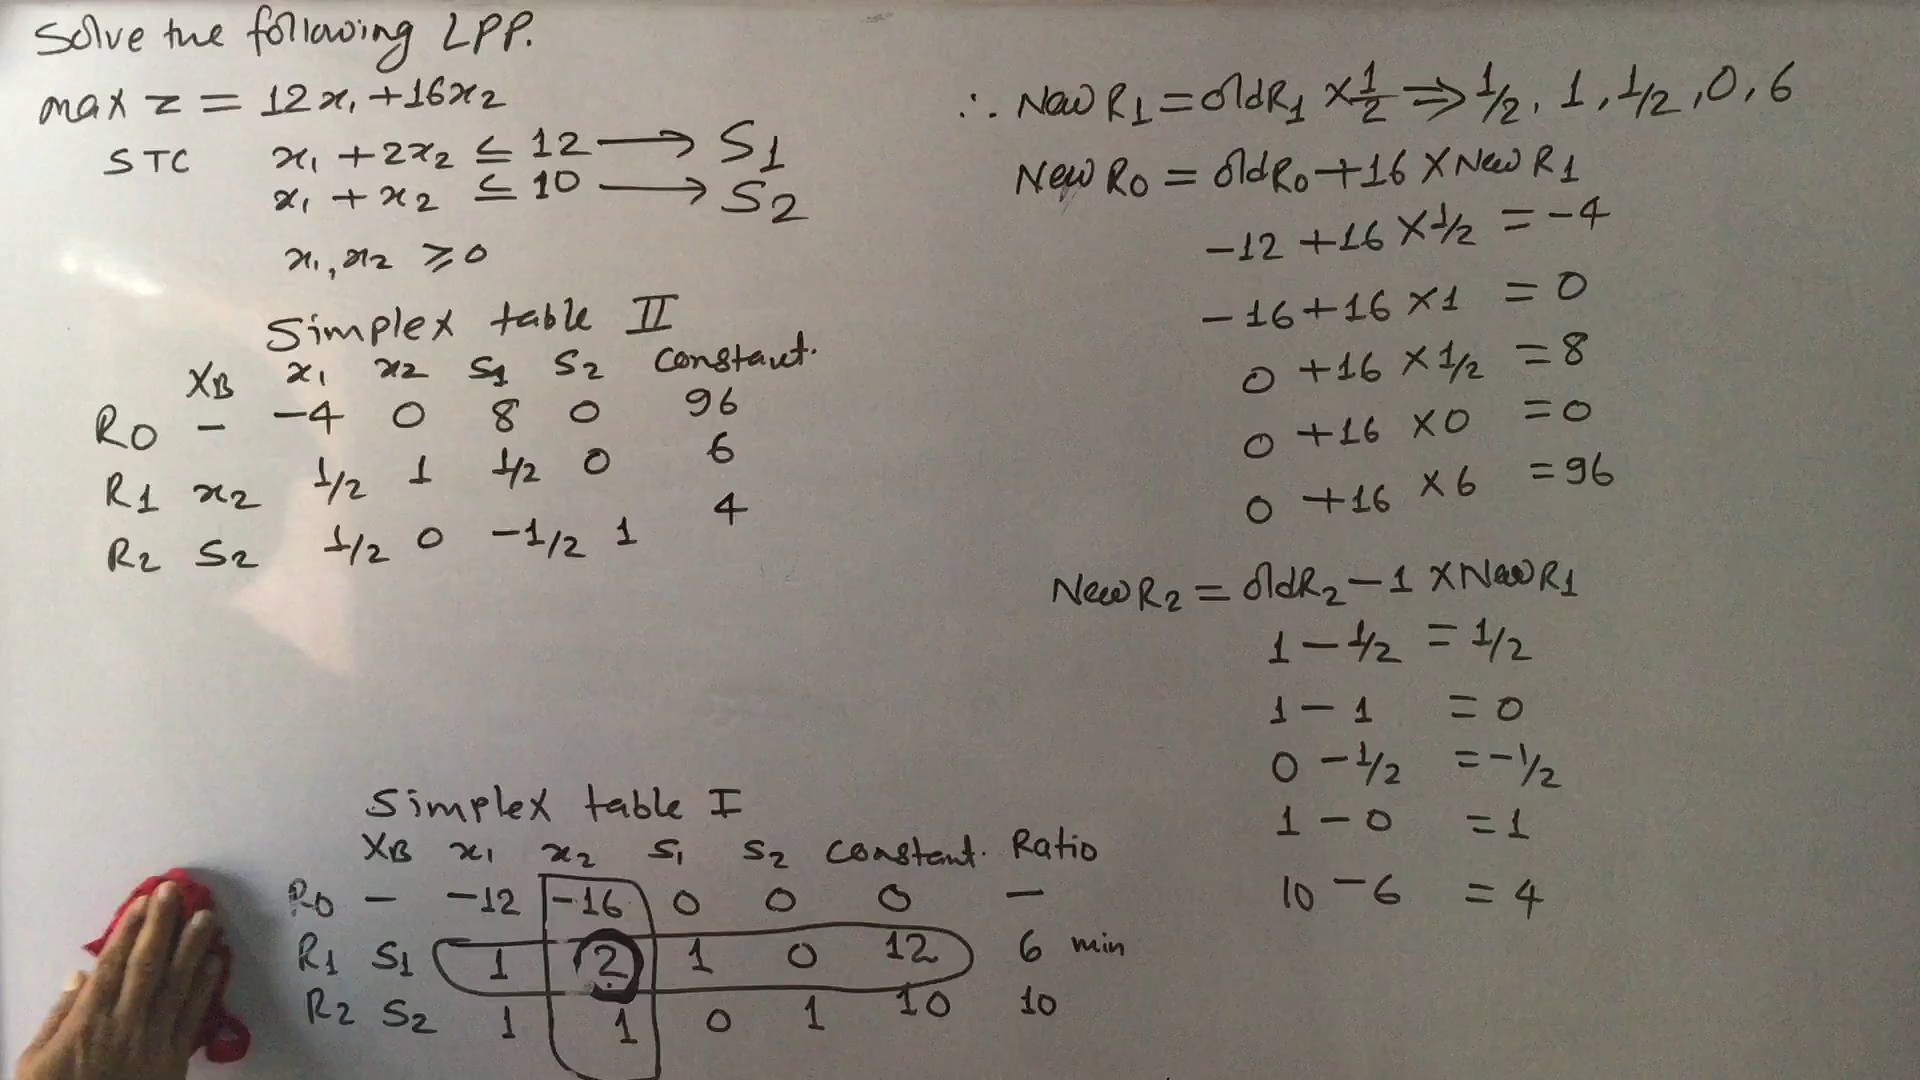 Solve the following LPP.
max z = 12x₁ + 16x₂
STC x₁ + 2x₂ ≤ 12 ⟶ S1
x₁ + x₂ ≤ 10 ⟶ S2
x₁, x₂ ≥ 0
Simplex table II
XB x₁ x₂ S1 S2 constant.
R0 – -4 0 8 0 96
R1 x₂ 1/2 1 1/2 0 6
R2 S2 1/2 0 -1/2 1 4
Simplex table I
XB x₁ x₂ S₁ S2 constant. Ratio
R0 – -12 -16 0 0 0 –
R1 S1 1 2 1 0 12 6 min
R2 S2 1 1 0 1 10 10
∴ New R1 = old R1 × 1/2 ⇒ 1/2, 1, 1/2, 0, 6
New R0 = old R0 + 16 × New R1
-12 + 16 × 1/2 = -4
-16 + 16 × 1 = 0
0 + 16 × 1/2 = 8
0 + 16 × 0 = 0
0 + 16 × 6 = 96
New R2 = old R2 - 1 × New R1
1 - 1/2 = 1/2
1 - 1 = 0
0 - 1/2 = -1/2
1 - 0 = 1
10 - 6 = 4